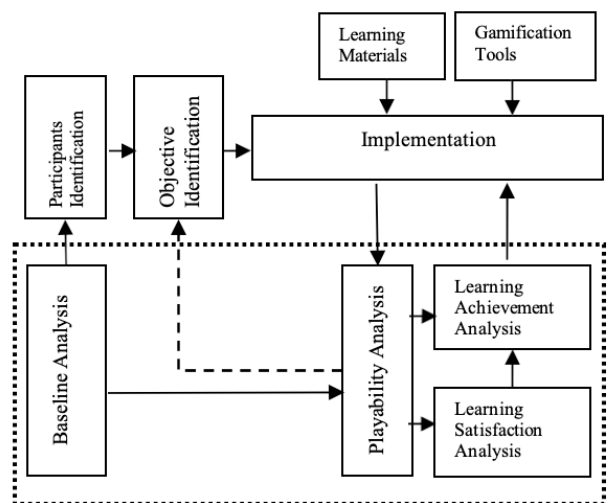 Learning
Materials
Gamification
Tools
Participants
Identification
Objective
Identification
Implementation
Baseline Analysis
Playability Analysis
Learning
Achievement
Analysis
Learning
Satisfaction
Analysis